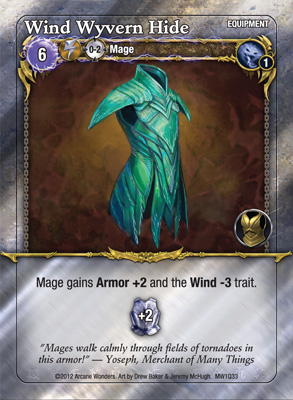 Wind Wyvern Hide
EQUIPMENT
6
0-2 Mage
1
Mage gains Armor +2 and the Wind -3 trait.
+2
"Mages walk calmly through fields of tornadoes in
this armor!" — Yoseph, Merchant of Many Things
©2012 Arcane Wonders. Art by Drew Baker & Jeremy McHugh. MW1Q33